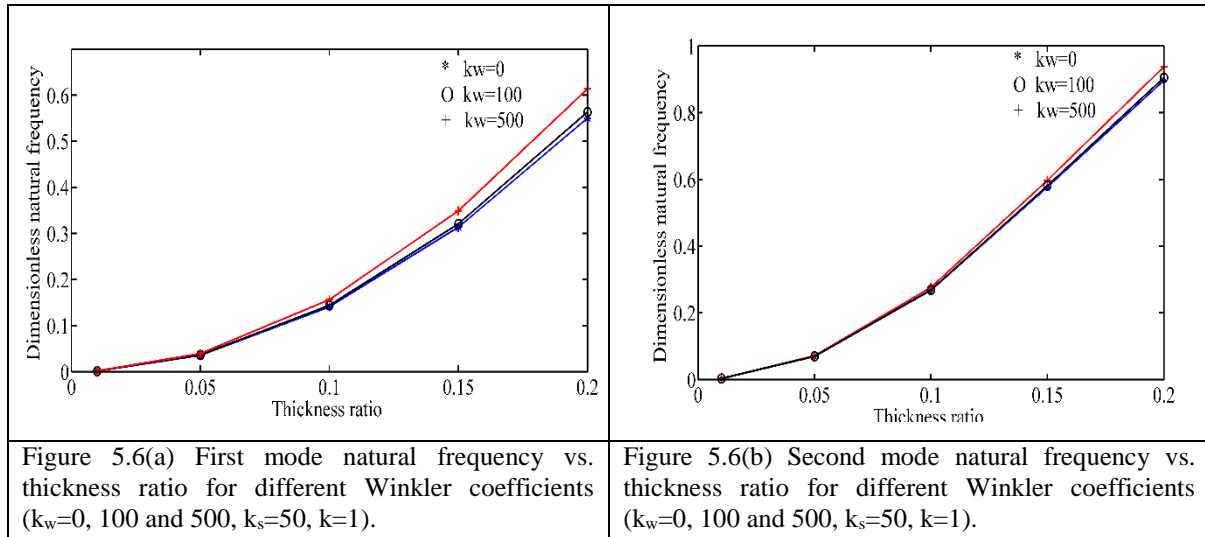 Dimensionless natural frequency
0.6
0.5
0.4
0.3
0.2
0.1
0
0
0.05
0.1
0.15
0.2
Thickness ratio
* kw=0
O kw=100
+ kw=500
Figure 5.6(a) First mode natural frequency vs.
thickness ratio for different Winkler coefficients
(kw=0, 100 and 500, ks=50, k=1).
Dimensionless natural frequency
1
0.8
0.6
0.4
0.2
0
0
0.05
0.1
0.15
0.2
Thickness ratio
* kw=0
O kw=100
+ kw=500
Figure 5.6(b) Second mode natural frequency vs.
thickness ratio for different Winkler coefficients
(kw=0, 100 and 500, ks=50, k=1).